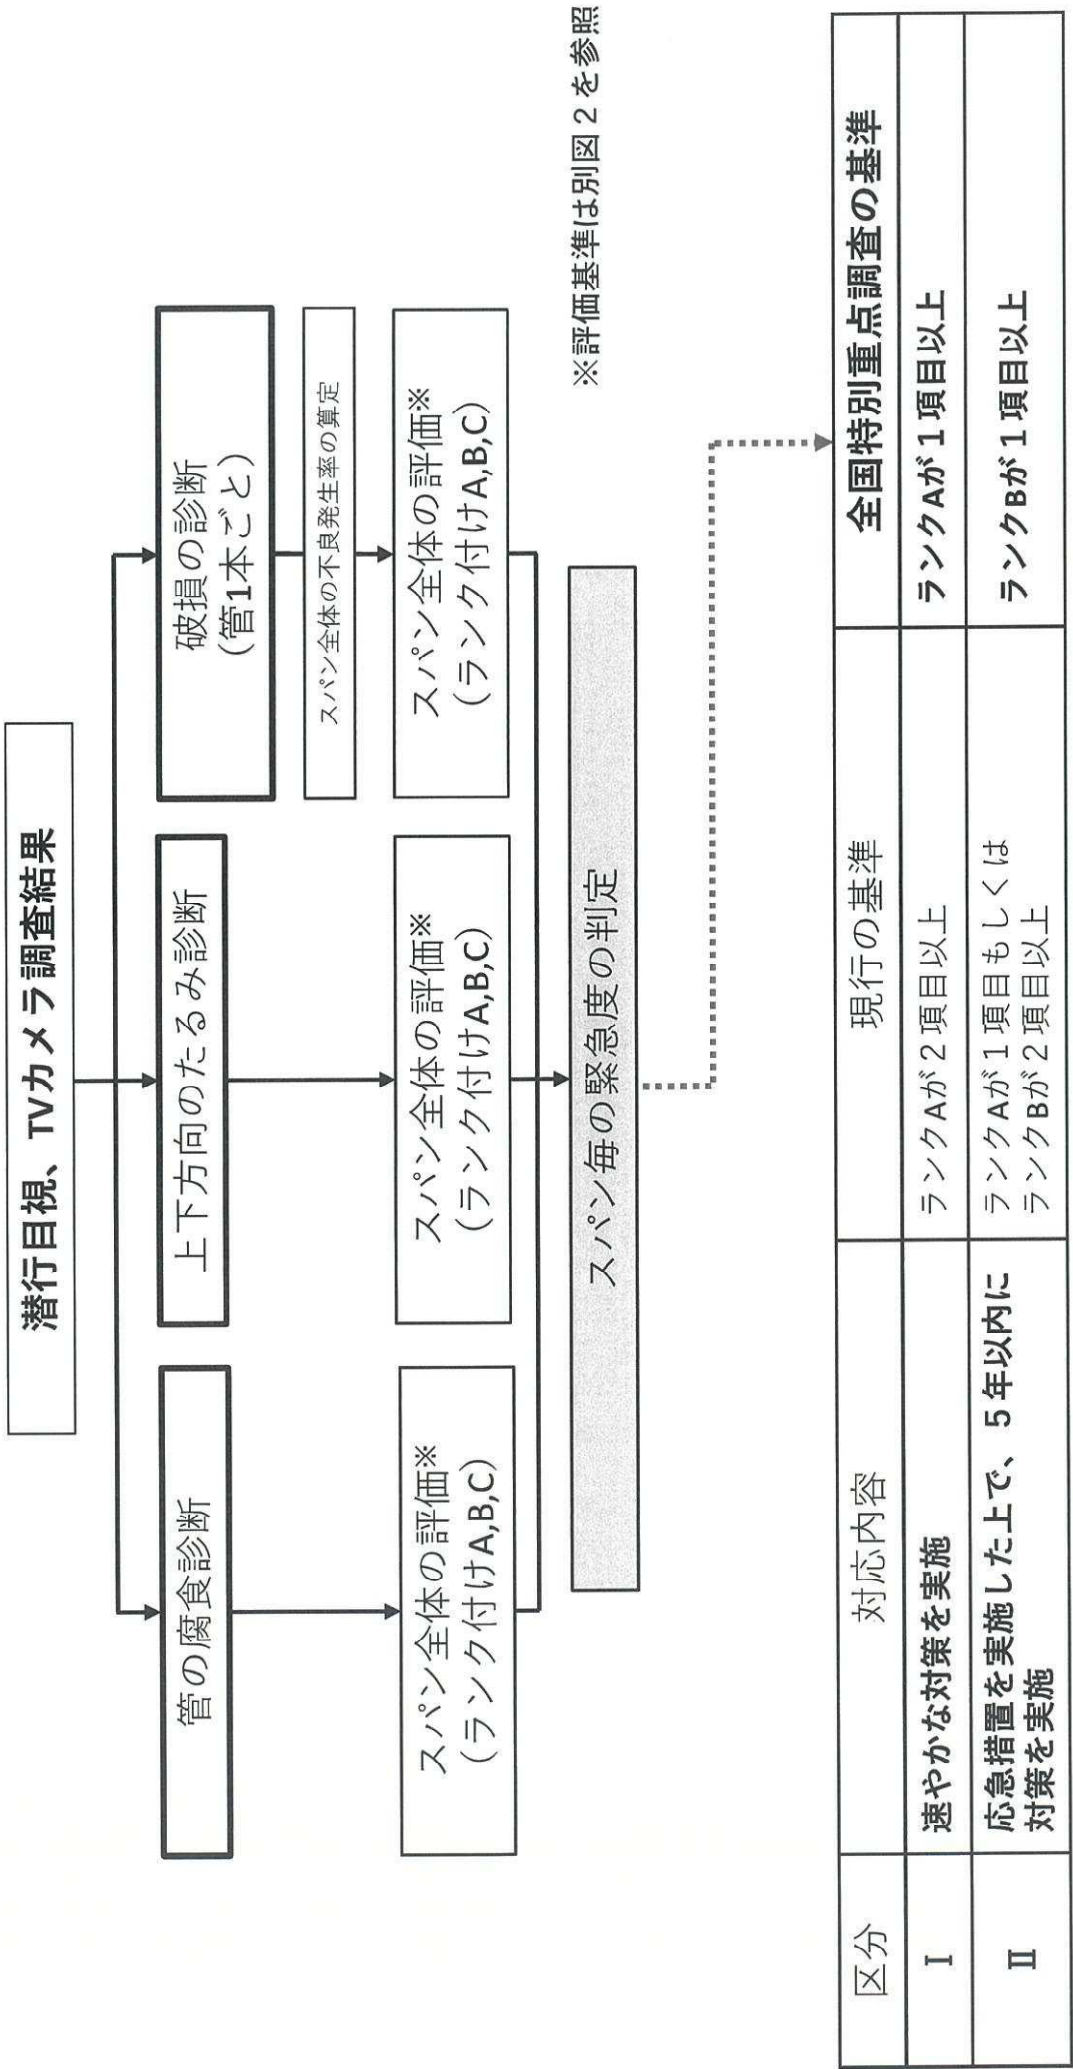 潜行目視、TVカメラ調査結果
管の腐食診断
上下方向のたるみ診断
破損の診断
(管1本ごと)
スパン全体の不良発生率の算定
スパン全体の評価※
(ランク付けA,B,C)
スパン全体の評価※
(ランク付けA,B,C)
スパン全体の評価※
(ランク付けA,B,C)
スパン毎の緊急度の判定
※評価基準は別図2を参照
区分
対応内容
現行の基準
全国特別重点調査の基準
Ⅰ
速やかな対策を実施
ランクAが2項目以上
ランクAが1項目以上
Ⅱ
応急措置を実施した上で、5年以内に
対策を実施
ランクAが1項目もしくは
ランクBが2項目以上
ランクBが1項目以上